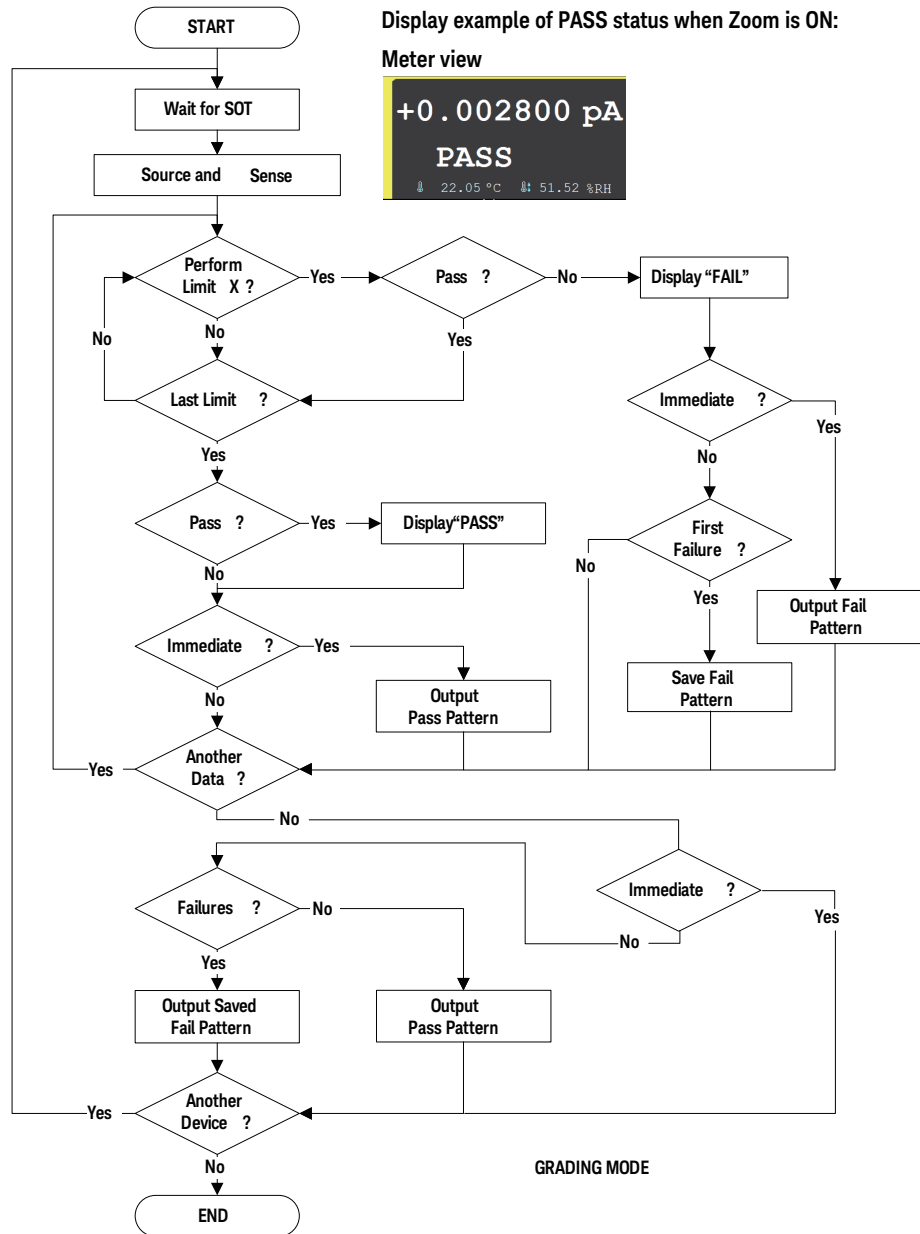 START
Display example of PASS status when Zoom is ON:
Meter view
+0.002800 pA
PASS
22.05 °C 51.52 %RH
Wait for SOT
Source and Sense
Perform
Limit X ?
Yes
Pass ?
No
Display “FAIL”
No
No
Yes
Last Limit ?
Immediate ?
Yes
Yes
No
Pass ?
Yes
Display“PASS”
First
Failure ?
No
No
Yes
Output Fail
Pattern
Immediate ?
Yes
Save Fail
Pattern
No
Output
Pass Pattern
Another
Data ?
Yes
No
Immediate ?
Yes
No
Failures ?
No
Yes
Output Saved
Fail Pattern
Output
Pass Pattern
Another
Device ?
Yes
No
GRADING MODE
END